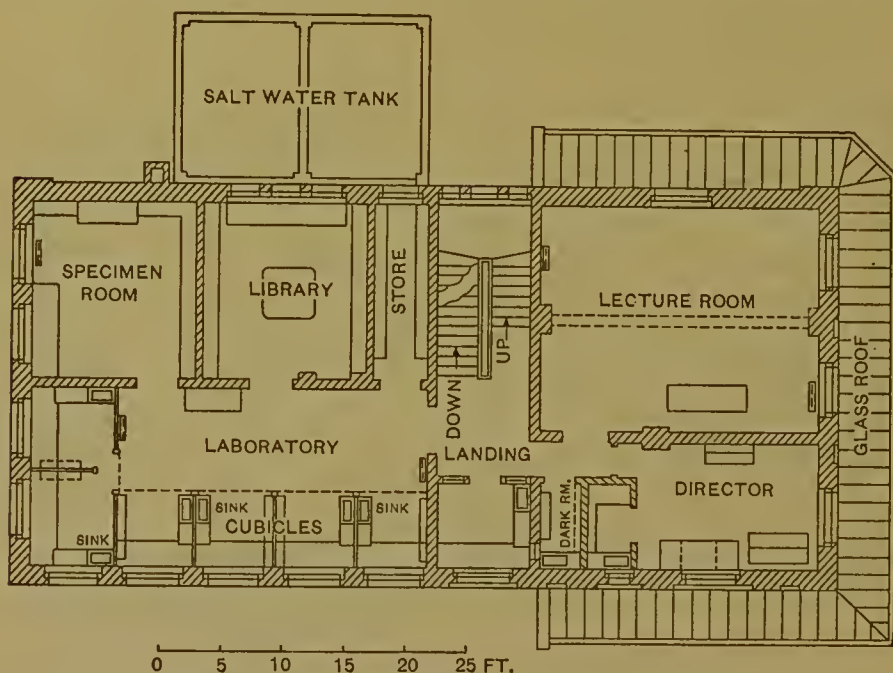 SALT WATER TANK
SPECIMEN
ROOM
LIBRARY
STORE
LECTURE ROOM
GLASS ROOF
DOWN
UP
LABORATORY
LANDING
DIRECTOR
DARK RM.
SINK
SINK
CUBICLES
SINK
0 5 10 15 20 25 FT.